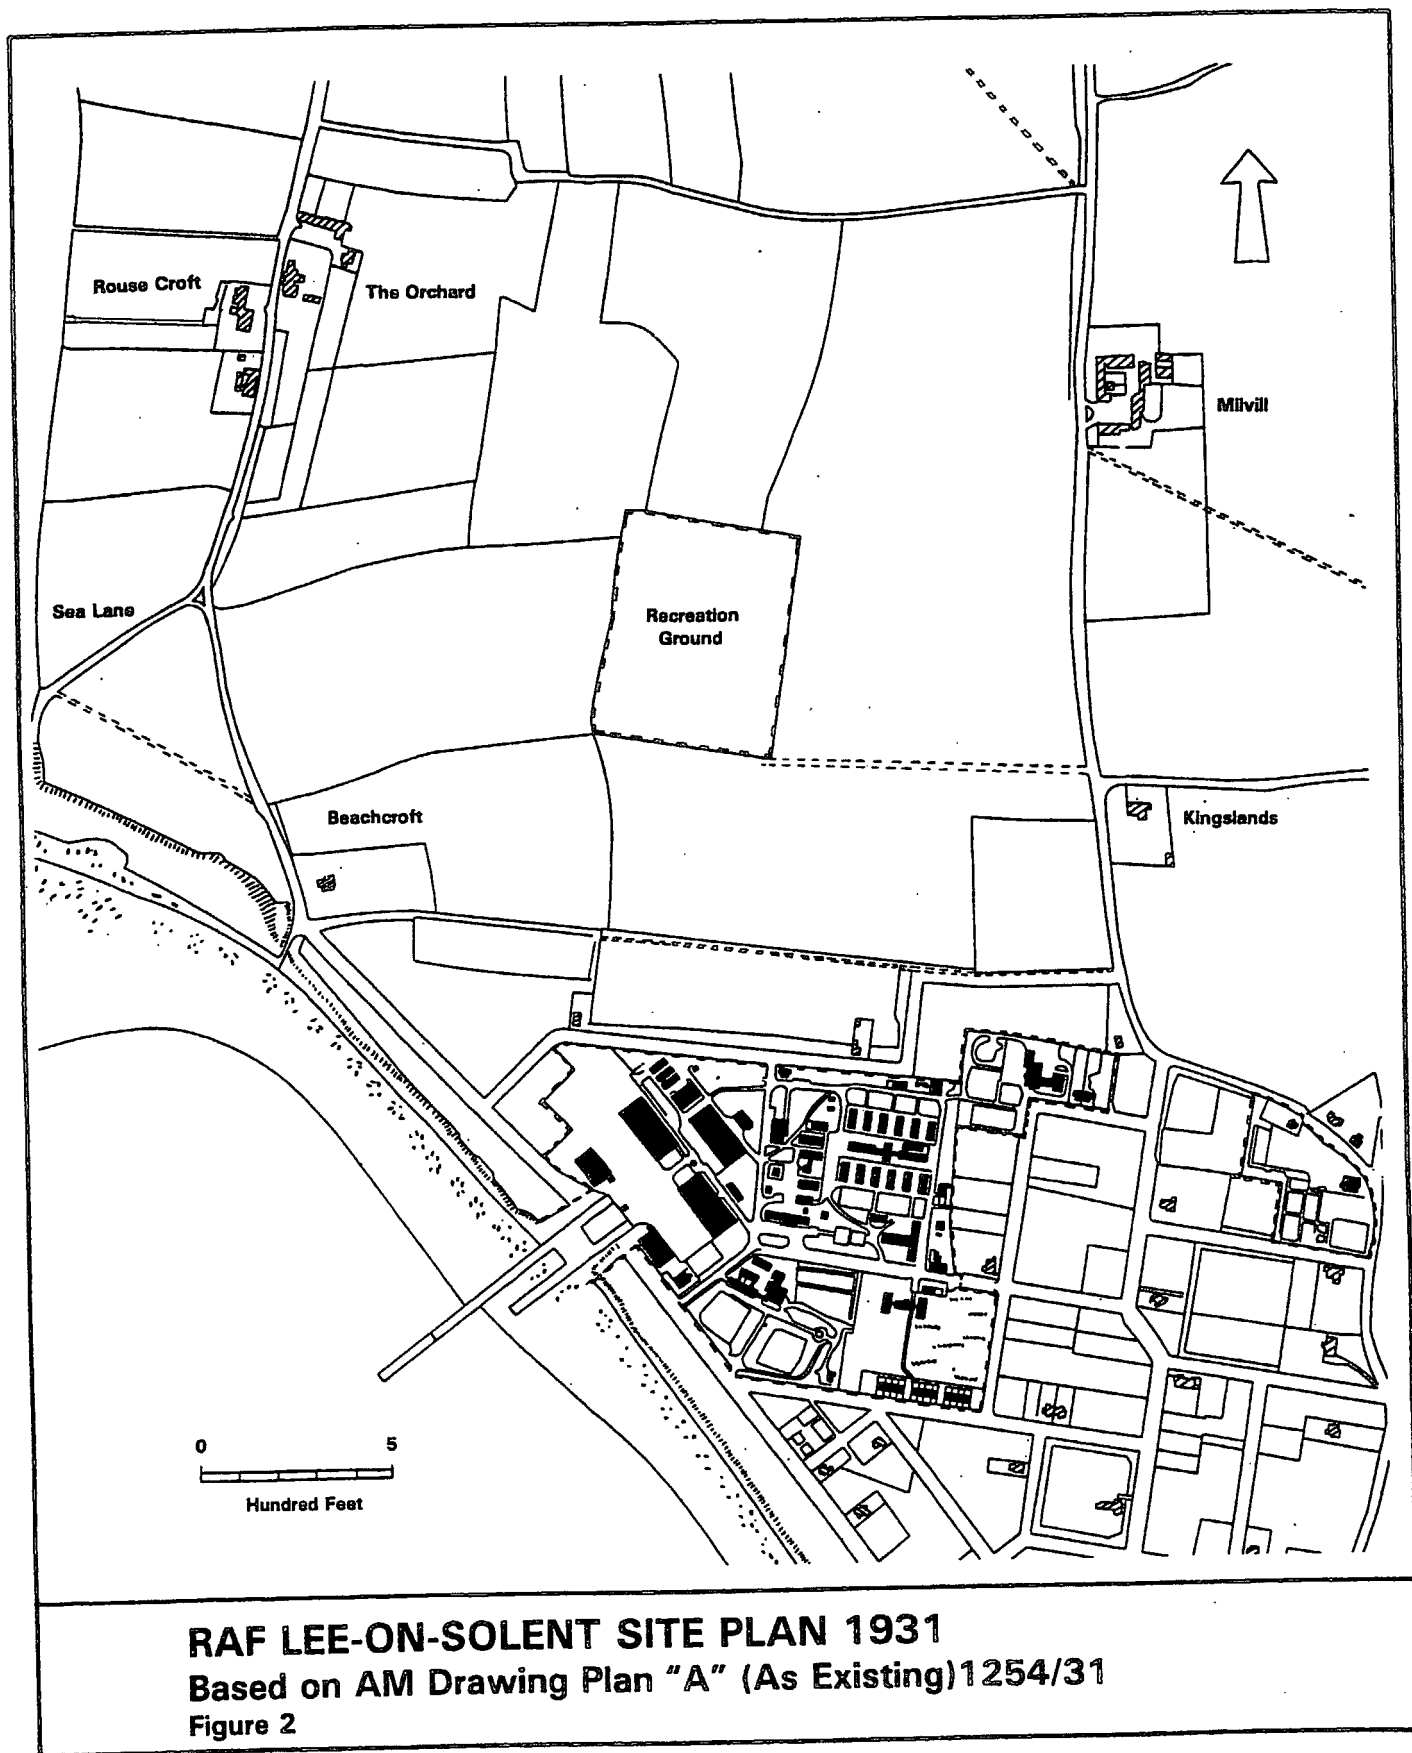 Rouse Croft
The Orchard
Milvill
Sea Lane
Recreation
Ground
Beachcroft
Kingslands
0 5
Hundred Feet
RAF LEE-ON-SOLENT SITE PLAN 1931
Based on AM Drawing Plan "A" (As Existing)1254/31
Figure 2